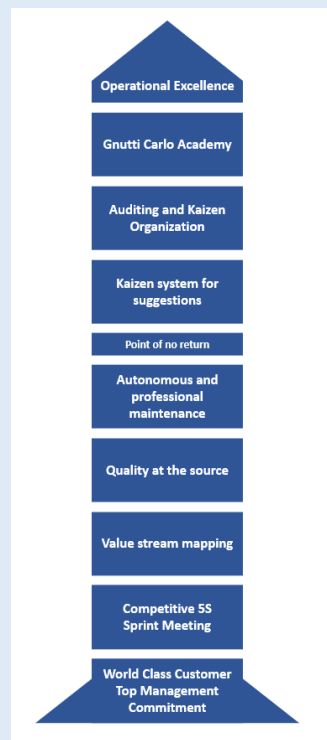 Operational Excellence
Gnutti Carlo Academy
Auditing and Kaizen
Organization
Kaizen system for
suggestions
Point of no return
Autonomous and
professional
maintenance
Quality at the source
Value stream mapping
Competitive 5S
Sprint Meeting
World Class Customer
Top Management
Commitment